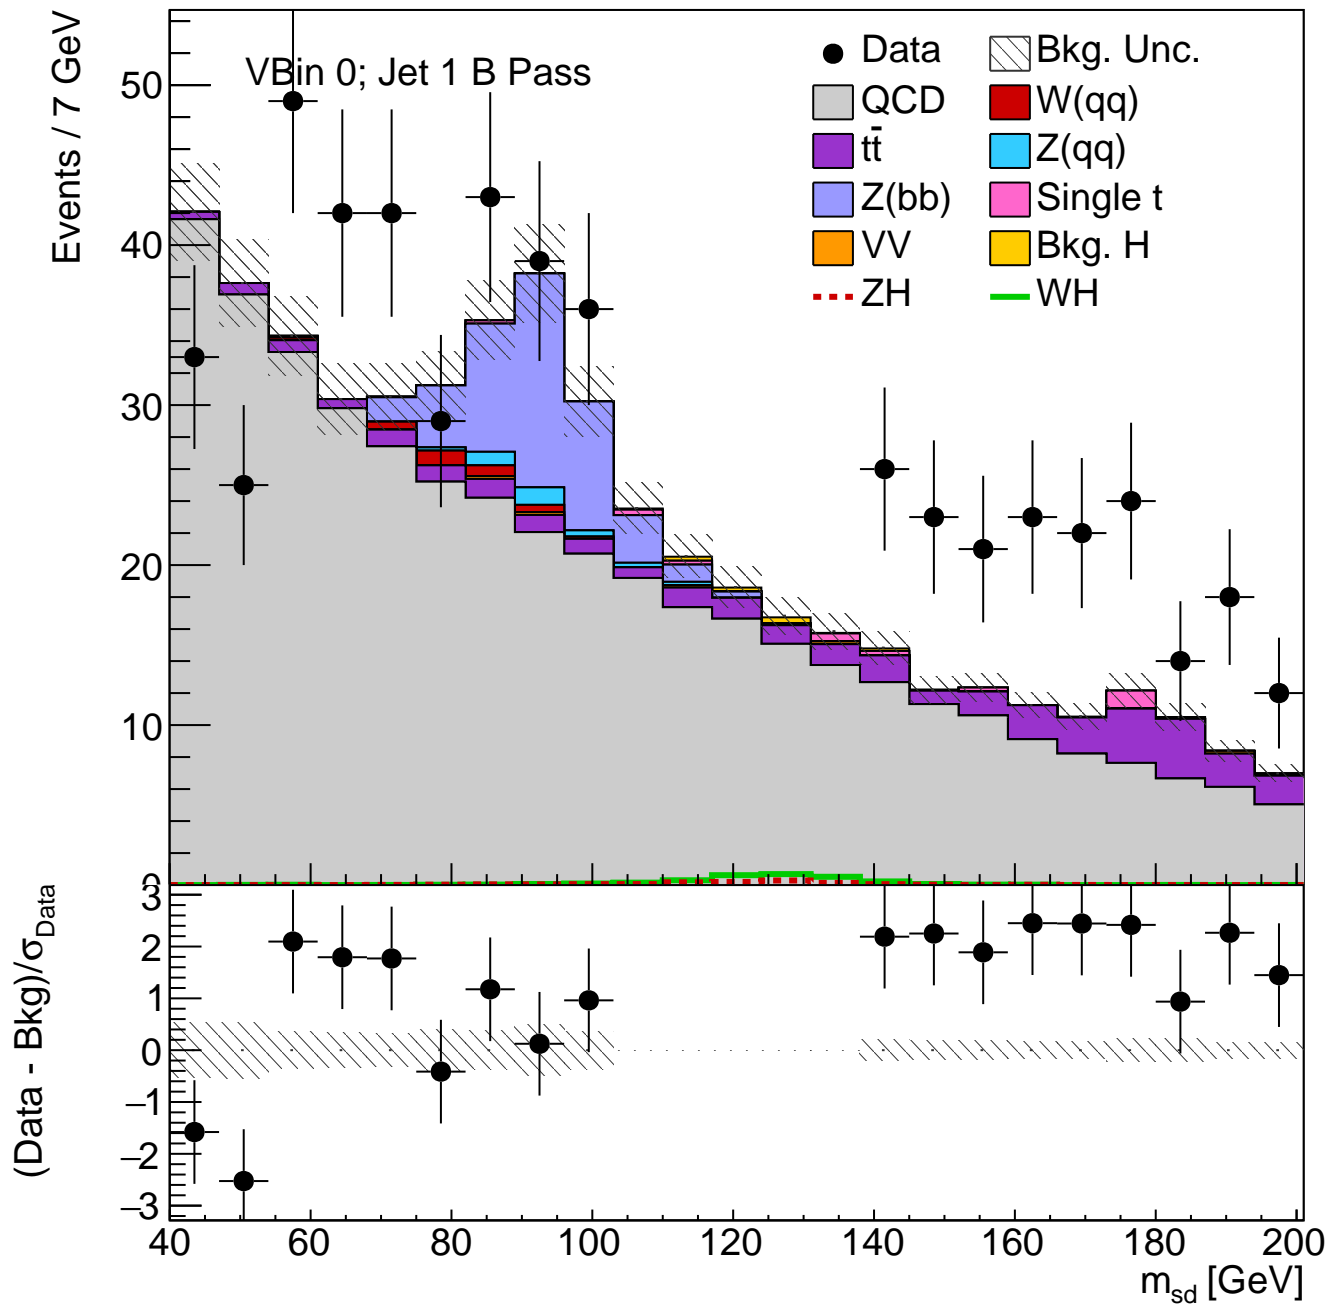 VBin 0; Jet 1 B Pass
Events / 7 GeV
50
40
30
20
10
0
Data
Bkg. Unc.
QCD
W(qq)
tt̄
Z(qq)
Z(bb)
Single t
VV
Bkg. H
ZH
WH
(Data - Bkg)/σData
3
2
1
0
−1
−2
−3
40 60 80 100 120 140 160 180 200
msd [GeV]